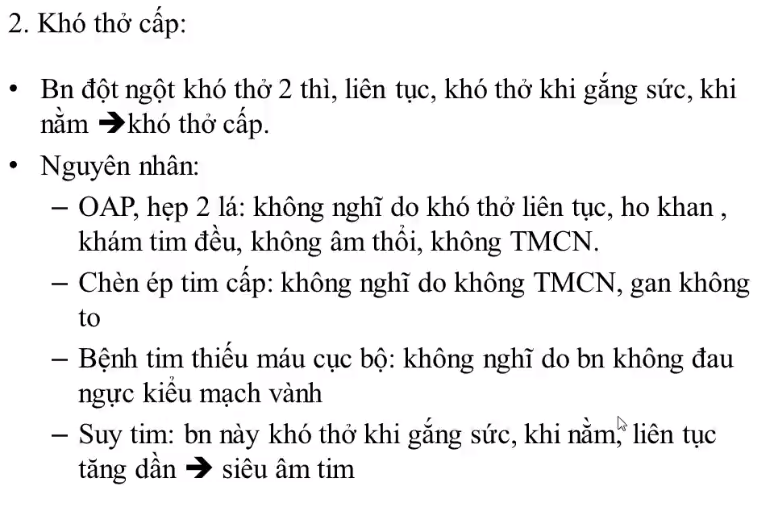 2. Khó thở cấp:
• Bn đột ngột khó thở 2 thì, liên tục, khó thở khi gắng sức, khi
nằm ➔khó thở cấp.
• Nguyên nhân:
– OAP, hẹp 2 lá: không nghĩ do khó thở liên tục, ho khan ,
khám tim đều, không âm thổi, không TMCN.
– Chèn ép tim cấp: không nghĩ do không TMCN, gan không
to
– Bệnh tim thiếu máu cục bộ: không nghĩ do bn không đau
ngực kiểu mạch vành
– Suy tim: bn này khó thở khi gắng sức, khi nằm, liên tục
tăng dần ➔ siêu âm tim